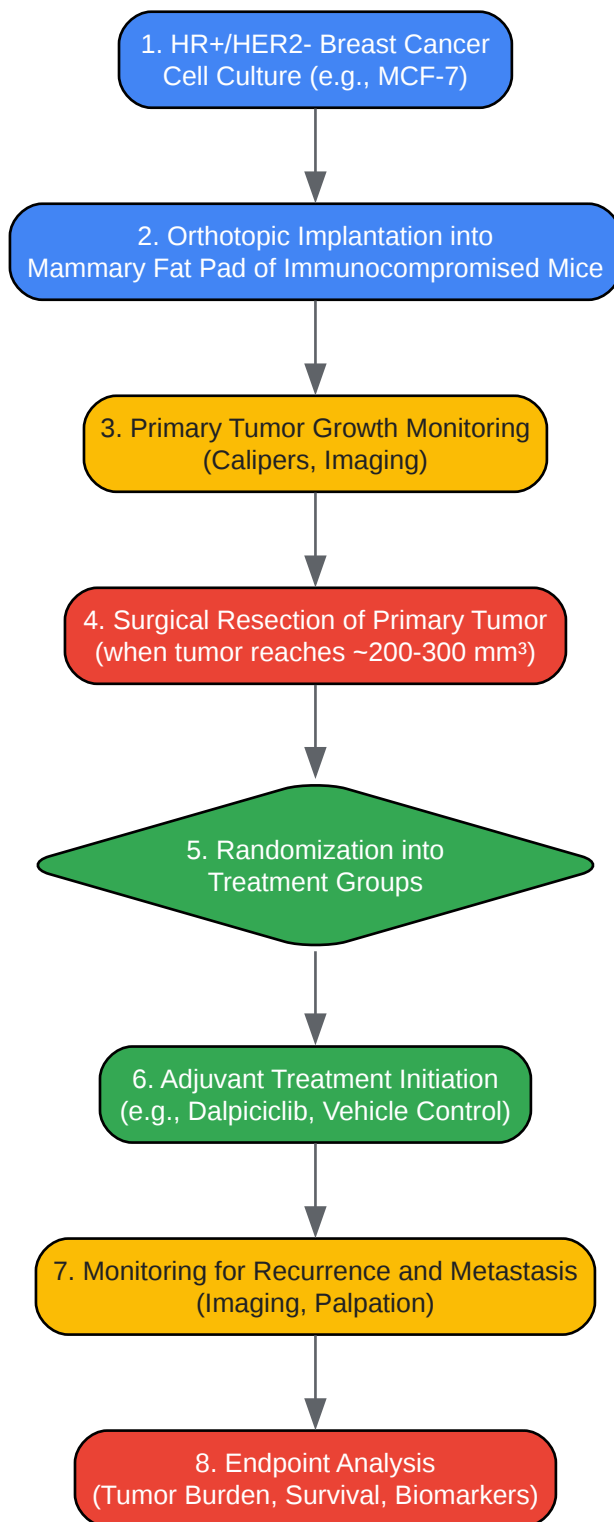 1. HR+/HER2- Breast Cancer
Cell Culture (e.g., MCF-7)
2. Orthotopic Implantation into
Mammary Fat Pad of Immunocompromised Mice
3. Primary Tumor Growth Monitoring
(Calipers, Imaging)
4. Surgical Resection of Primary Tumor
(when tumor reaches ~200-300 mm³)
5. Randomization into
Treatment Groups
6. Adjuvant Treatment Initiation
(e.g., Dalpiciclib, Vehicle Control)
7. Monitoring for Recurrence and Metastasis
(Imaging, Palpation)
8. Endpoint Analysis
(Tumor Burden, Survival, Biomarkers)